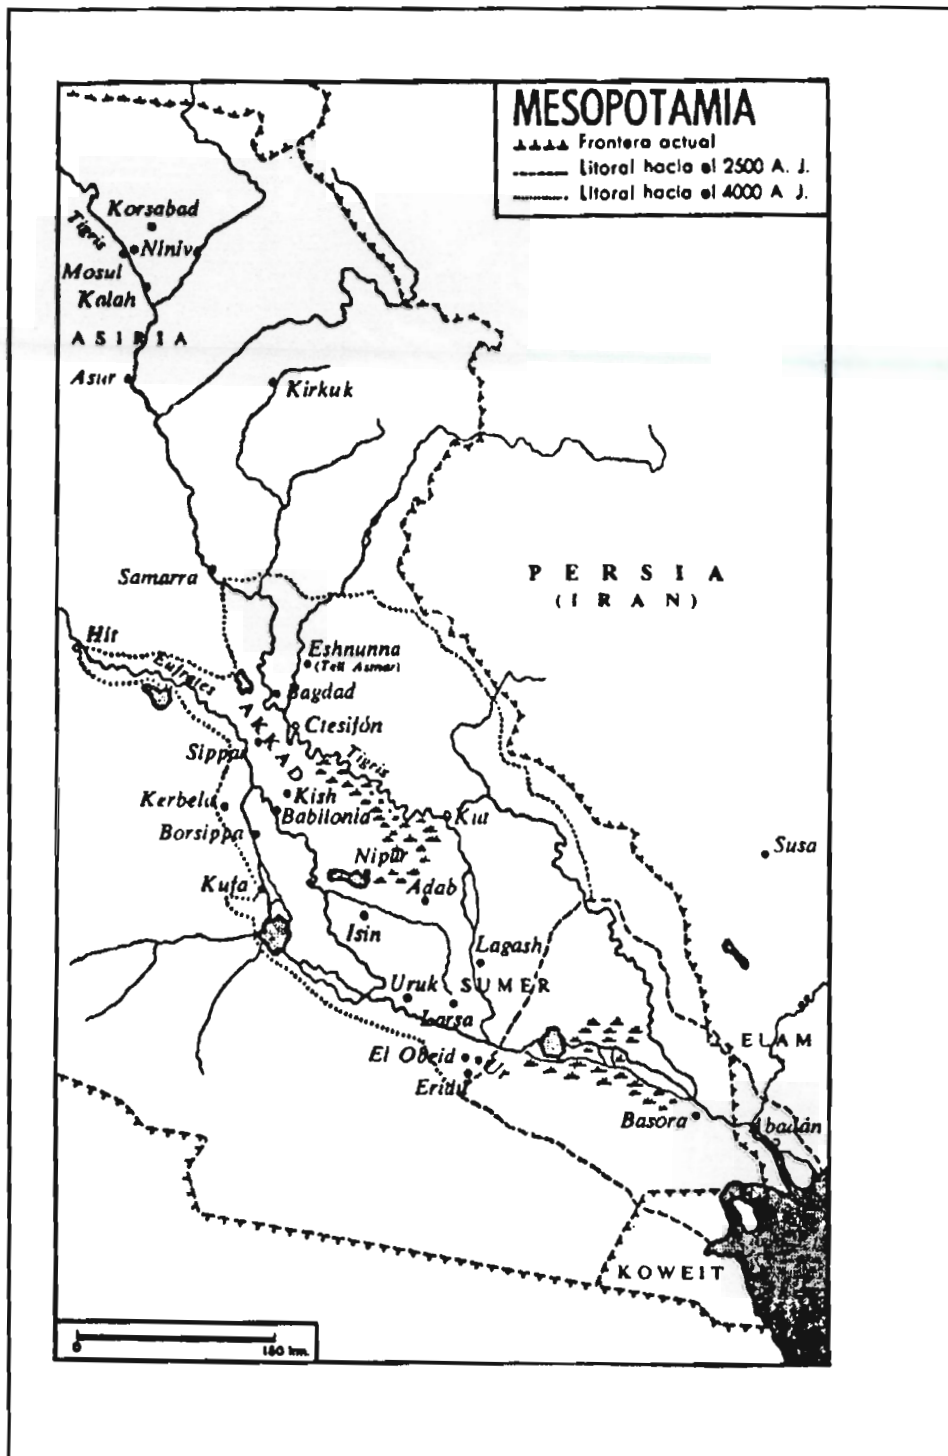 MESOPOTAMIA
Frontera actual
Litoral hacia el 2500 A. J.
Litoral hacia el 4000 A J.
Korsabad
Tigris
Niniv
Mosul
Kalah
ASIRIA
Asur
Kirkuk
Samarra
PERSIA
(IRAN)
Hit
Eufrates
Eshnunna
(Tell Asmar)
Bagdad
AKKAD
Ctesifón
Sippar
Tigris
Kish
Kerbela
Babilonia
Kut
Borsippa
Susa
Nipur
Kufa
Adab
Isin
Lagash
Uruk
SUMER
Larsa
ELAM
El Obeid
Ur
Eridu
Basora
Abadán
KOWEIT
0
160 km.